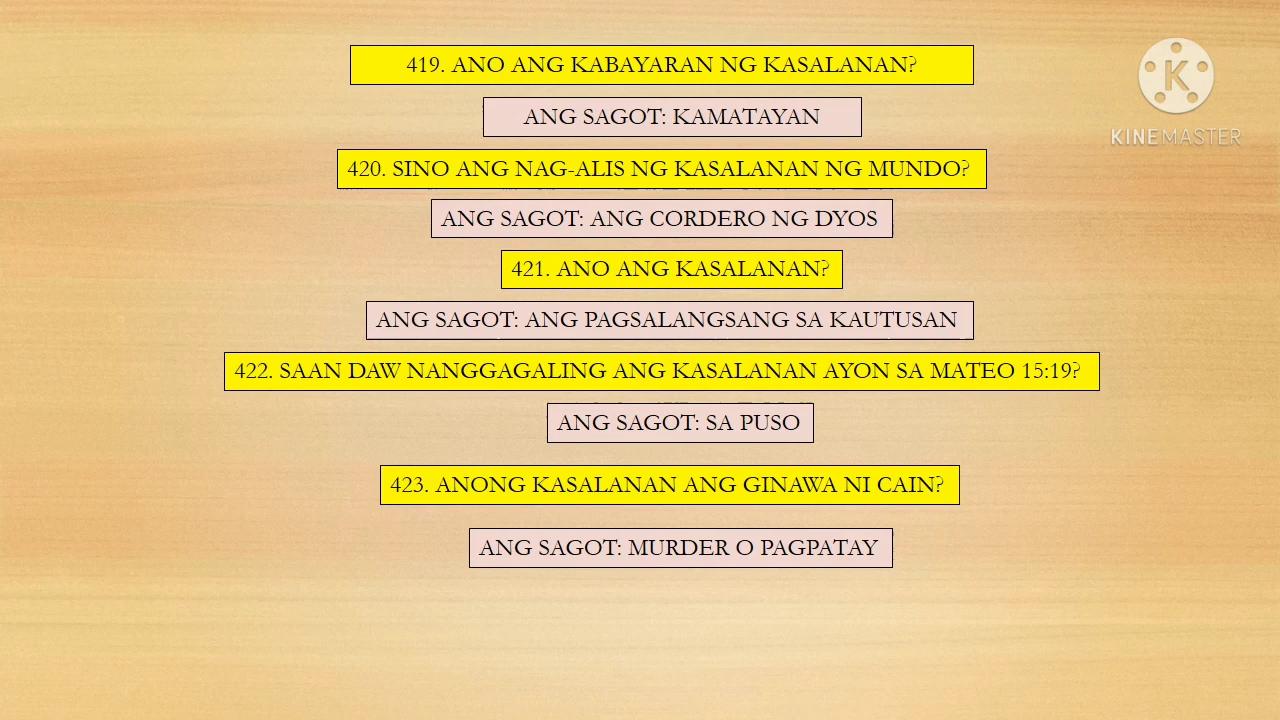 419. ANO ANG KABAYARAN NG KASALANAN?
ANG SAGOT: KAMATAYAN
420. SINO ANG NAG-ALIS NG KASALANAN NG MUNDO?
ANG SAGOT: ANG CORDERO NG DYOS
421. ANO ANG KASALANAN?
ANG SAGOT: ANG PAGSALANGSANG SA KAUTUSAN
422. SAAN DAW NANGGAGALING ANG KASALANAN AYON SA MATEO 15:19?
ANG SAGOT: SA PUSO
423. ANONG KASALANAN ANG GINAWA NI CAIN?
ANG SAGOT: MURDER O PAGPATAY
K
KINEMASTER